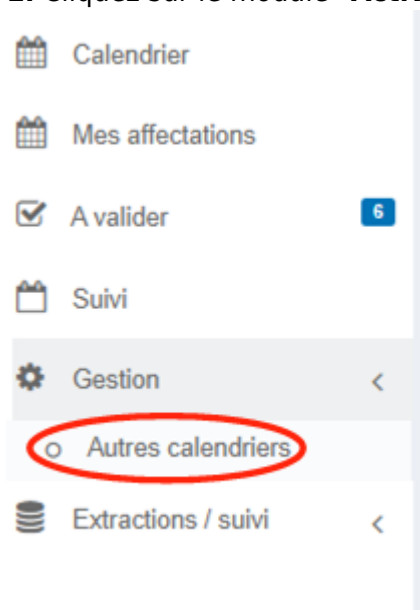 Calendrier
Mes affectations
A valider 6
Suivi
Gestion <
Autres calendriers
Extractions / suivi <